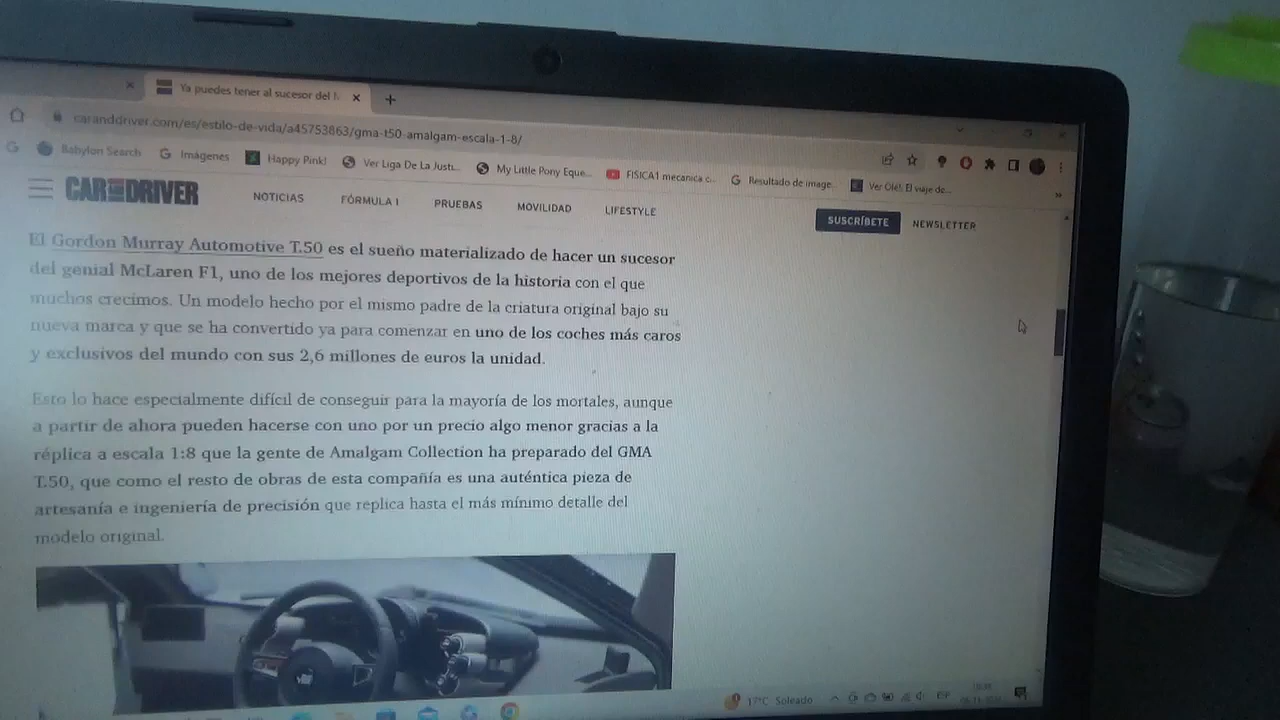 Ya puedes tener al sucesor del
caranddriver.com/es/estilo-de-vida/a45753863/gma-t50-amalgam-escala-1-8/
Babylon Search
Imágenes
Happy Pink!
Ver Liga De La Justi...
My Little Pony Eque...
FISICA1 mecanica c...
Resultado de image...
Ver Olé!, El viaje de...
CAR AND DRIVER
NOTICIAS
FÓRMULA 1
PRUEBAS
MOVILIDAD
LIFESTYLE
SUSCRÍBETE
NEWSLETTER
El Gordon Murray Automotive T.50 es el sueño materializado de hacer un sucesor
del genial McLaren F1, uno de los mejores deportivos de la historia con el que
muchos crecimos. Un modelo hecho por el mismo padre de la criatura original bajo su
nueva marca y que se ha convertido ya para comenzar en uno de los coches más caros
y exclusivos del mundo con sus 2,6 millones de euros la unidad.
Esto lo hace especialmente difícil de conseguir para la mayoría de los mortales, aunque
a partir de ahora pueden hacerse con uno por un precio algo menor gracias a la
réplica a escala 1:8 que la gente de Amalgam Collection ha preparado del GMA
T.50, que como el resto de obras de esta compañía es una auténtica pieza de
artesanía e ingeniería de precisión que replica hasta el más mínimo detalle del
modelo original.
17°C Soleado
ESP